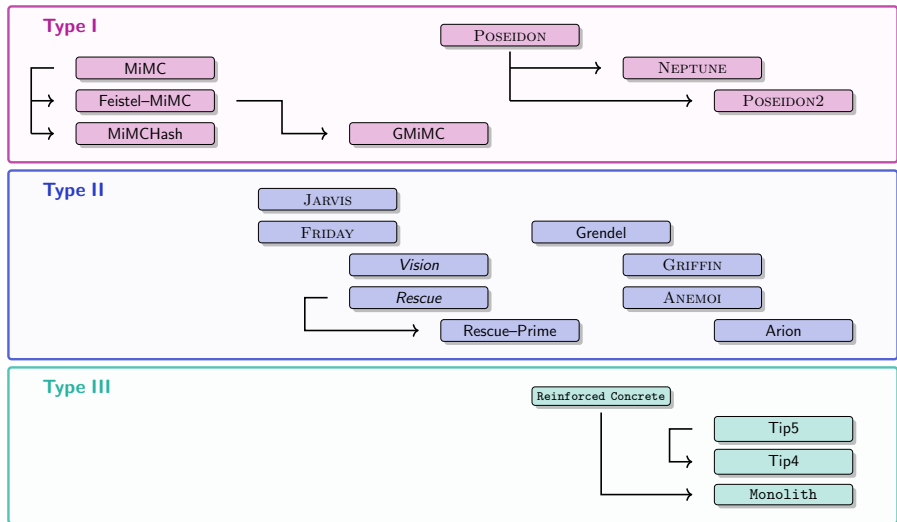 Type I
POSEIDON
MiMC
NEPTUNE
Feistel–MiMC
POSEIDON2
MiMCHash
GMiMC
Type II
JARVIS
FRIDAY
Grendel
Vision
GRIFFIN
Rescue
ANEMOI
Rescue–Prime
Arion
Type III
Reinforced Concrete
Tip5
Tip4
Monolith